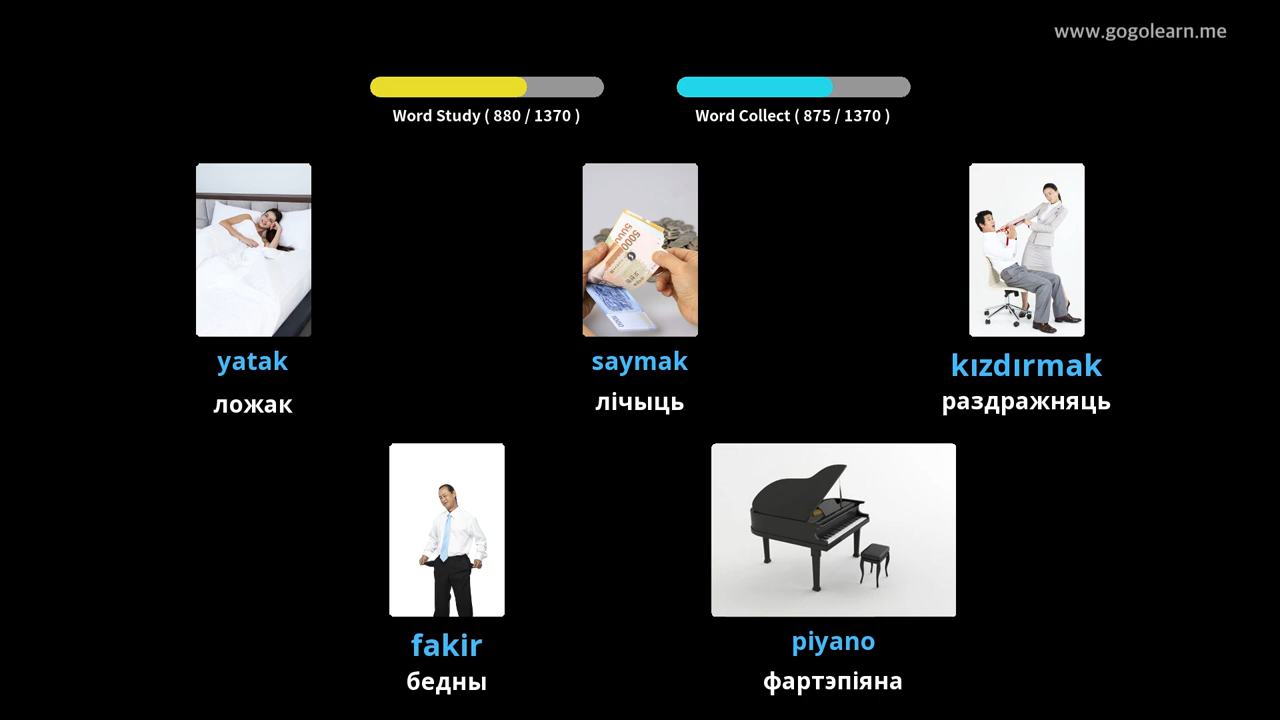 www.gogolearn.me
Word Study ( 880 / 1370 )
Word Collect ( 875 / 1370 )
yatak
ложак
saymak
лічыць
kızdırmak
раздражняць
fakir
бедны
piyano
фартэпіяна